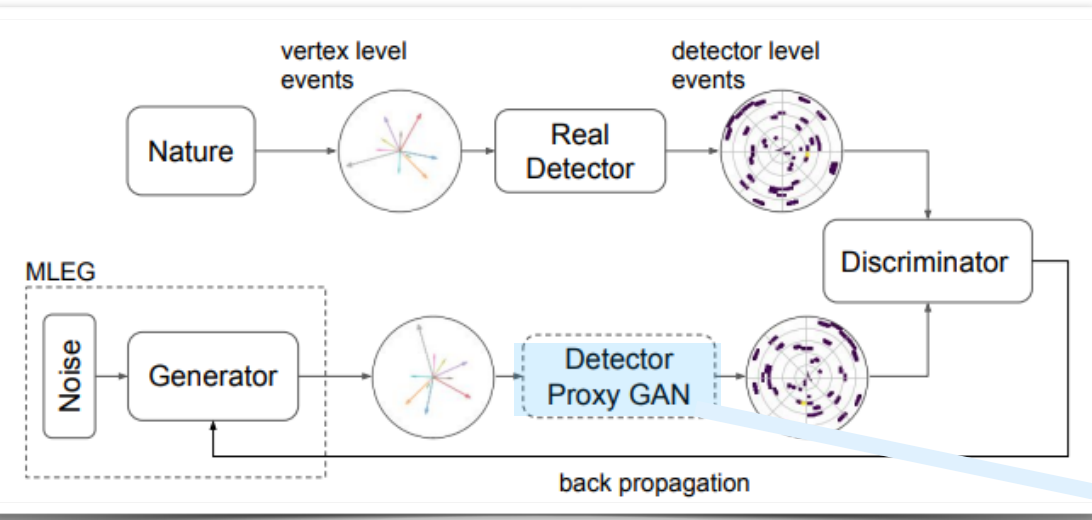 vertex level
events
detector level
events
Nature
Real
Detector
Discriminator
MLEG
Noise
Generator
Detector
Proxy GAN
back propagation